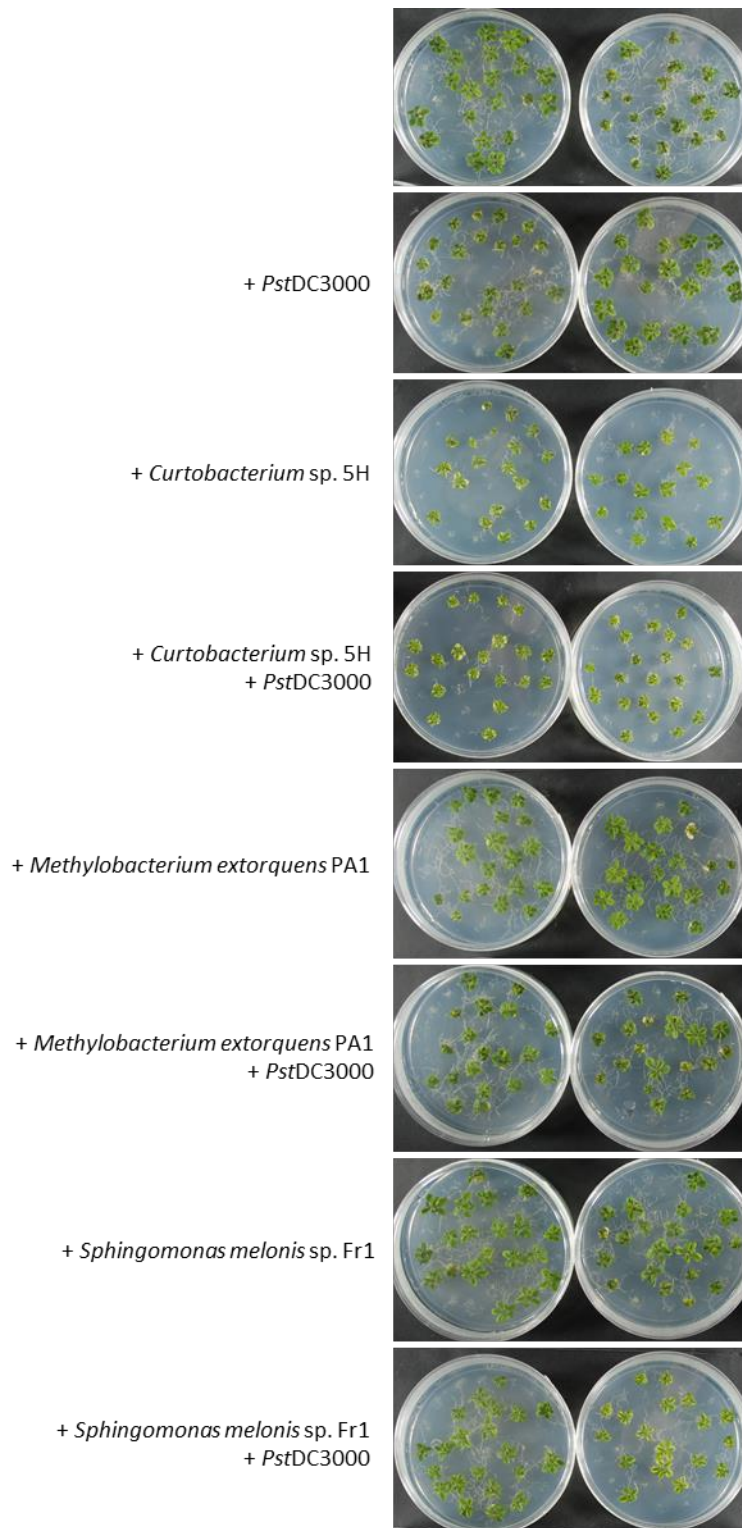 + PstDC3000
+ Curtobacterium sp. 5H
+ Curtobacterium sp. 5H
+ PstDC3000
+ Methylobacterium extorquens PA1
+ Methylobacterium extorquens PA1
+ PstDC3000
+ Sphingomonas melonis sp. Fr1
+ Sphingomonas melonis sp. Fr1
+ PstDC3000